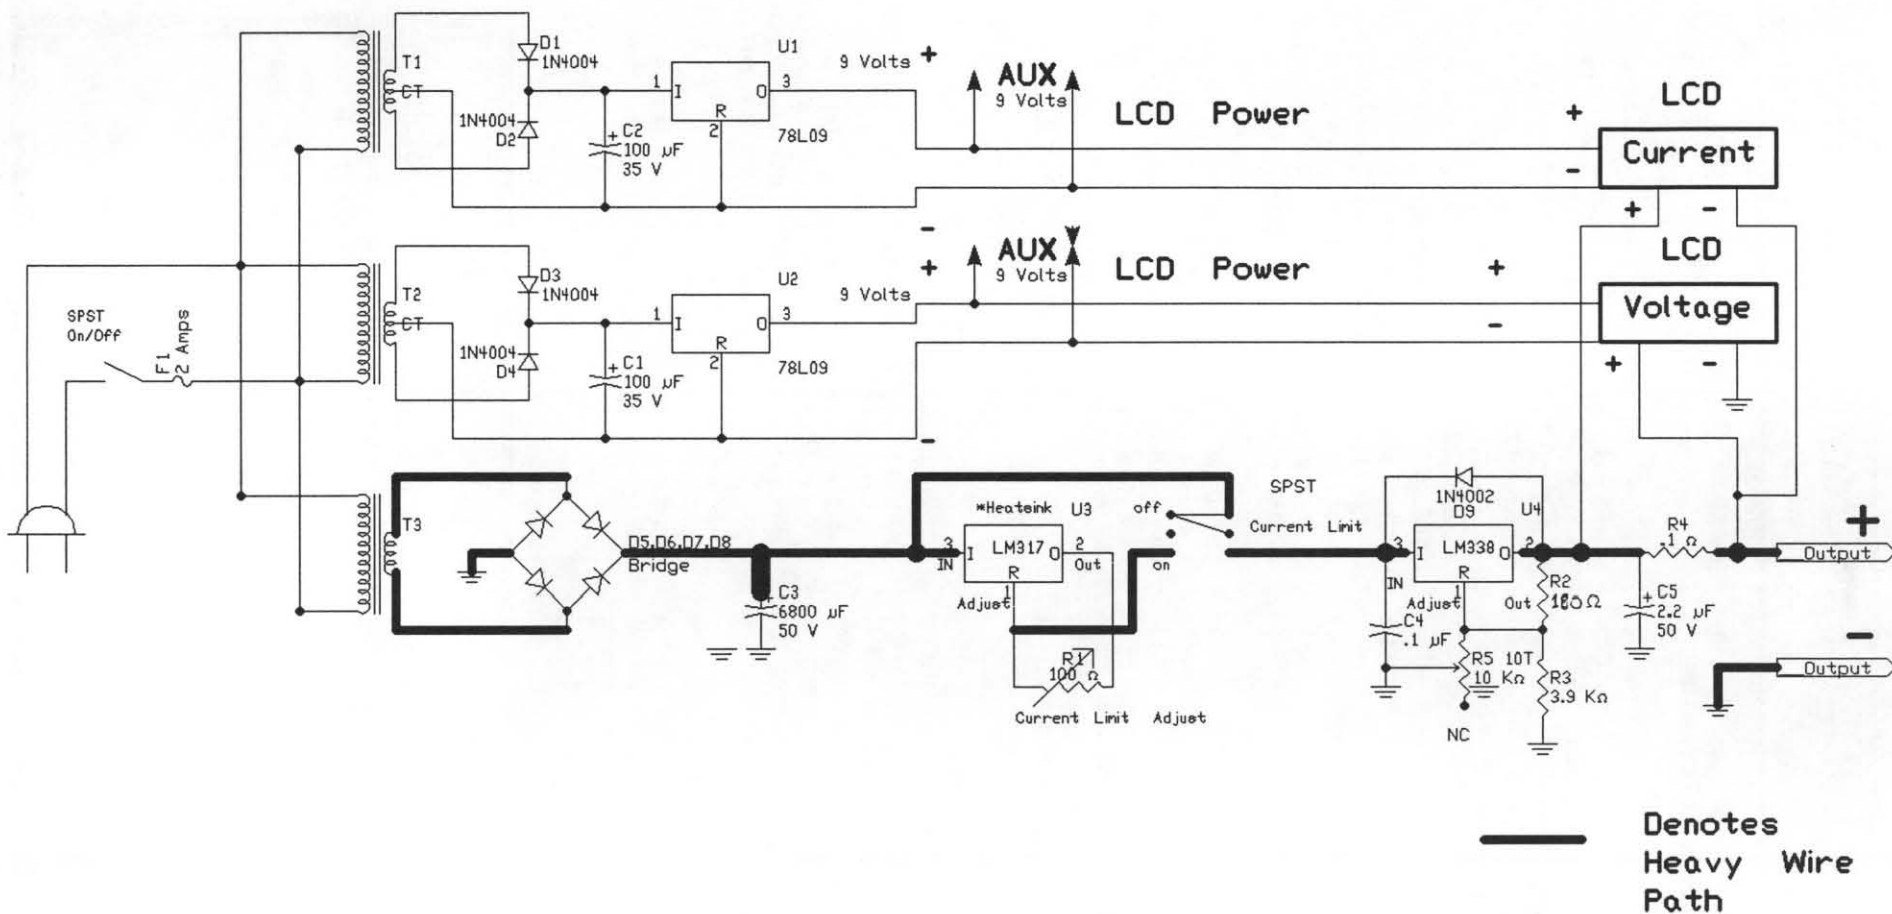 T1
CT
D1
1N4004
1N4004
D2
+
C2
100 µF
35 V
U1
1
I
O
3
R
2
78L09
9 Volts
+
-
AUX
9 Volts
LCD Power
+
-
LCD
Current
+
-
T2
CT
D3
1N4004
1N4004
D4
+
C1
100 µF
35 V
U2
1
I
O
3
R
2
78L09
9 Volts
+
-
AUX
9 Volts
LCD Power
+
-
LCD
Voltage
+
-
SPST
On/Off
F1
2 Amps
T3
D5,D6,D7,D8
Bridge
+
C3
6800 µF
50 V
*Heatsink
U3
3
I
LM317
O
2
IN
Out
R
1
Adjust
R1
100 Ω
Current Limit Adjust
off
on
SPST
Current Limit
1N4002
D9
U4
3
I
LM338
O
2
IN
R
1
Adjust
Out
C4
.1 µF
R2
Ω
R5 10T
10 KΩ
NC
R3
3.9 KΩ
+
C5
2.2 µF
50 V
R4
.1 Ω
+
Output
-
Output
Denotes
Heavy Wire
Path